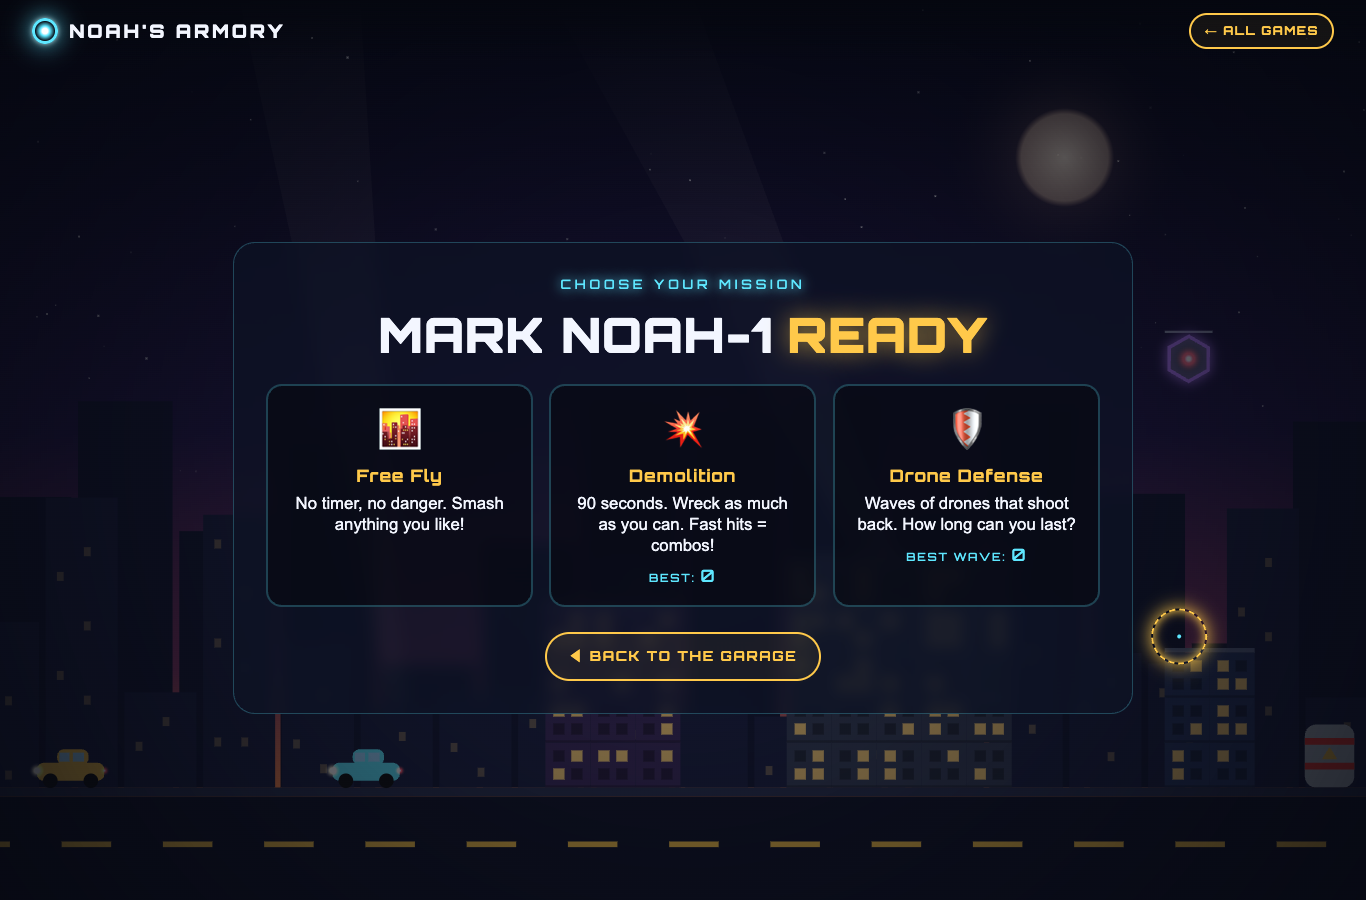 NOAH'S ARMORY
← ALL GAMES
CHOOSE YOUR MISSION
MARK NOAH-1 READY
Free Fly
No timer, no danger. Smash
anything you like!
Demolition
90 seconds. Wreck as much
as you can. Fast hits =
combos!
BEST: 0
Drone Defense
Waves of drones that shoot
back. How long can you last?
BEST WAVE: 0
◀ BACK TO THE GARAGE